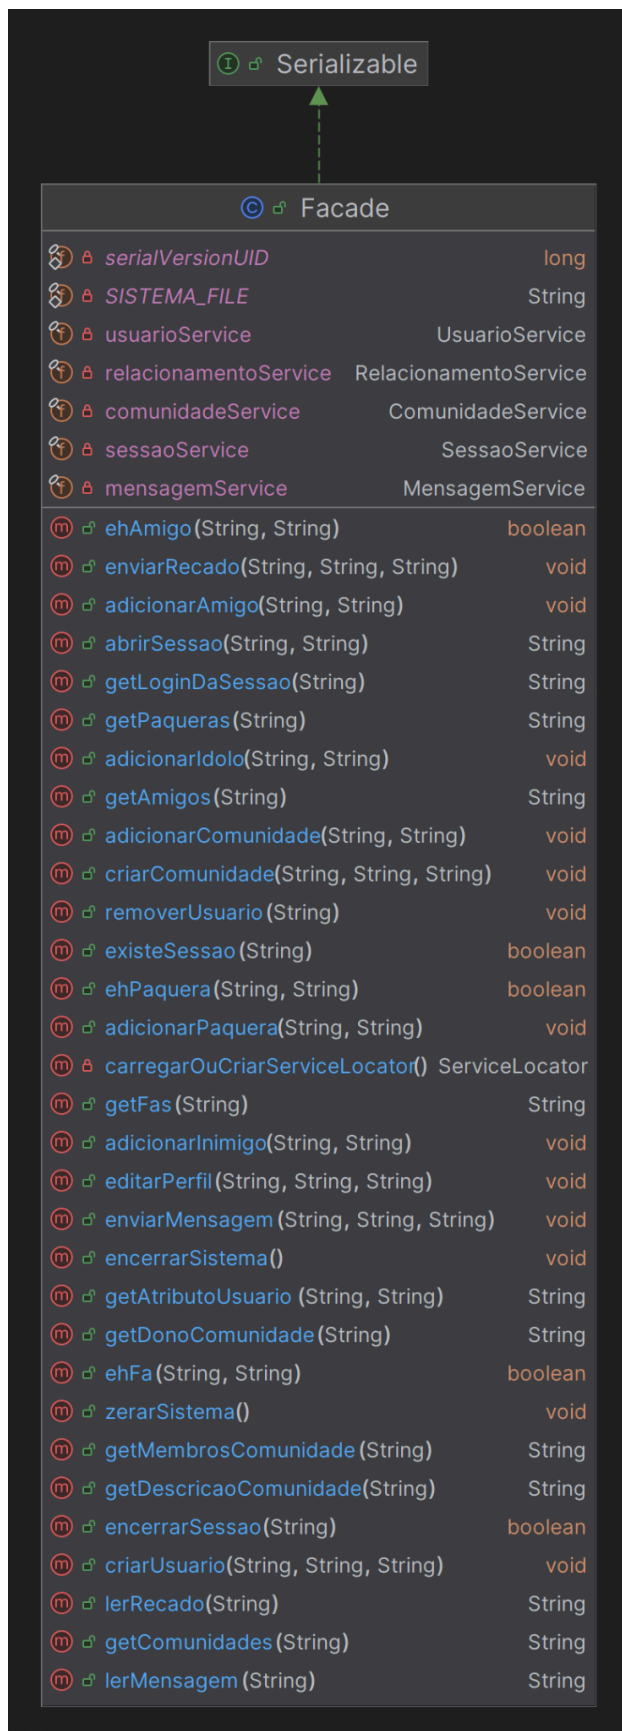 Serializable
Facade
serialVersionUID long
SISTEMA_FILE String
usuarioService UsuarioService
relacionamentoService RelacionamentoService
comunidadeService ComunidadeService
sessaoService SessaoService
mensagemService MensagemService
ehAmigo(String, String) boolean
enviarRecado(String, String, String) void
adicionarAmigo(String, String) void
abrirSessao(String, String) String
getLoginDaSessao(String) String
getPaqueras(String) String
adicionarIdolo(String, String) void
getAmigos(String) String
adicionarComunidade(String, String) void
criarComunidade(String, String, String) void
removerUsuario(String) void
existeSessao(String) boolean
ehPaquera(String, String) boolean
adicionarPaquera(String, String) void
carregarOuCriarServiceLocator() ServiceLocator
getFas(String) String
adicionarInimigo(String, String) void
editarPerfil(String, String, String) void
enviarMensagem(String, String, String) void
encerrarSistema() void
getAtributoUsuario(String, String) String
getDonoComunidade(String) String
ehFa(String, String) boolean
zerarSistema() void
getMembrosComunidade(String) String
getDescricaoComunidade(String) String
encerrarSessao(String) boolean
criarUsuario(String, String, String) void
lerRecado(String) String
getComunidades(String) String
lerMensagem(String) String